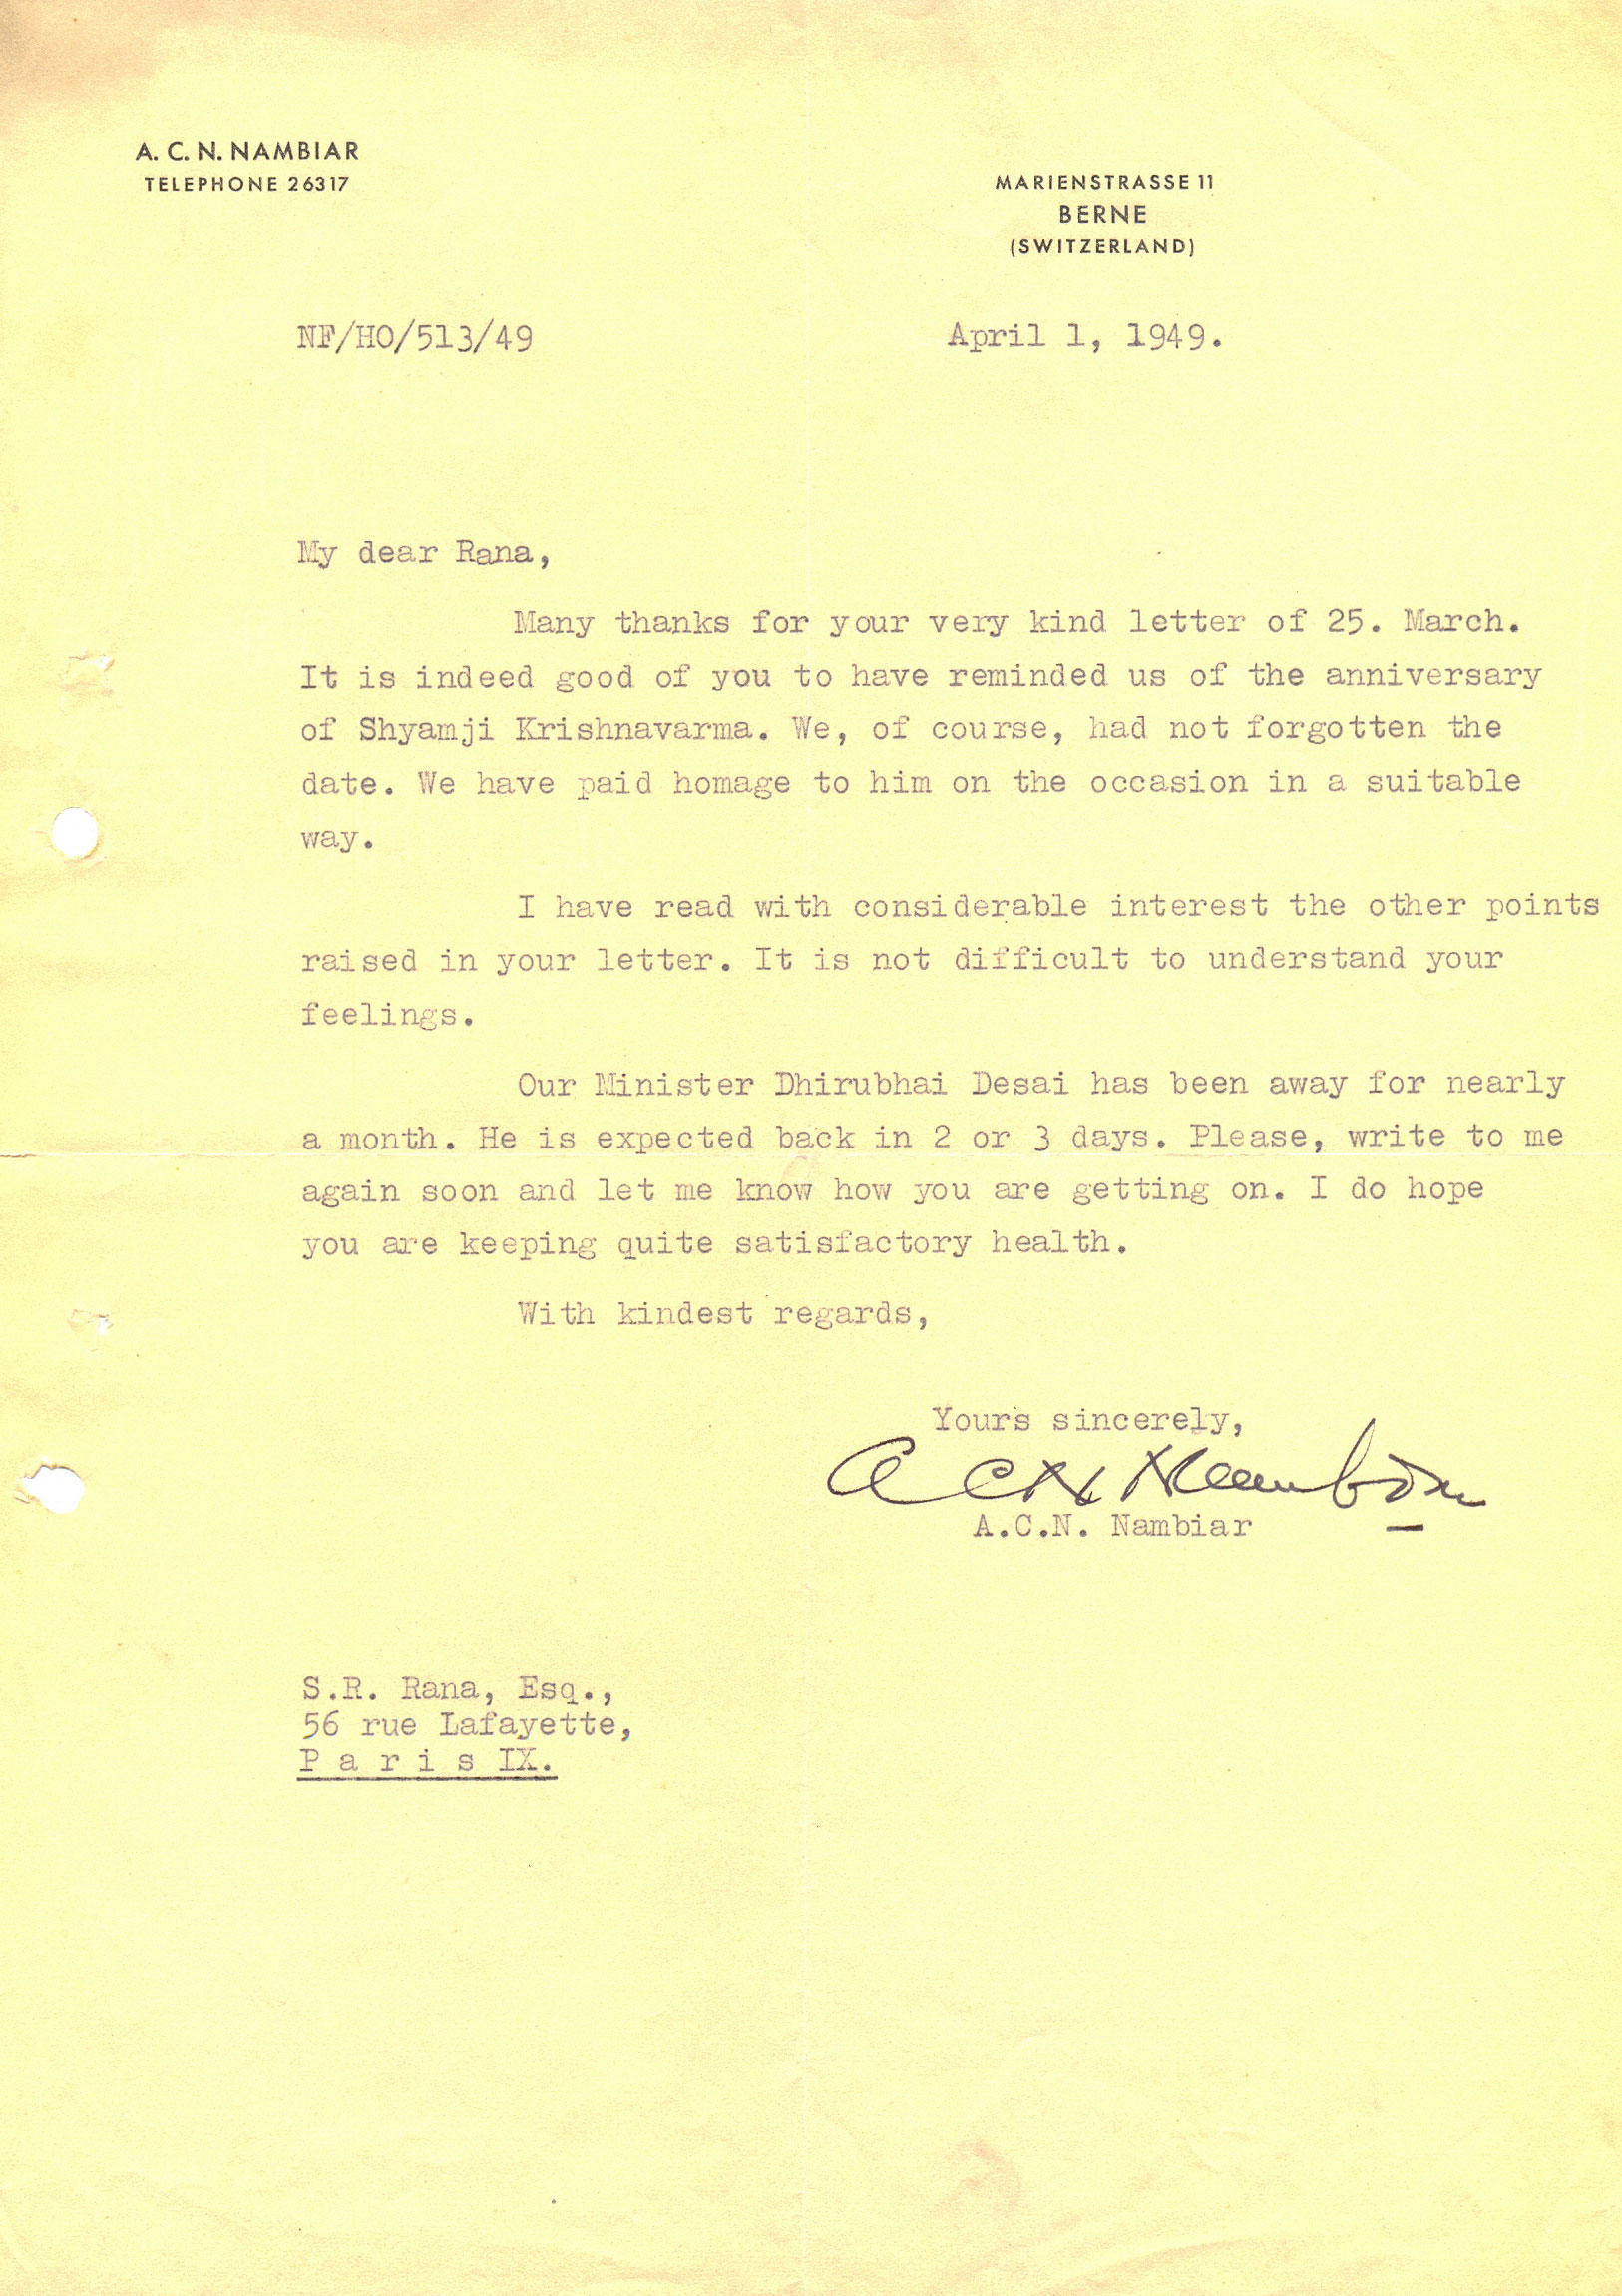 A. C. N. NAMBIAR
TELEPHONE 26317
MARIENSTRASSE 11
BERNE
(SWITZERLAND)
NF/HO/513/49
April 1, 1949.
My dear Rana,
Many thanks for your very kind letter of 25. March.
It is indeed good of you to have reminded us of the anniversary
of Shyamji Krishnavarma. We, of course, had not forgotten the
date. We have paid homage to him on the occasion in a suitable
way.
I have read with considerable interest the other points
raised in your letter. It is not difficult to understand your
feelings.
Our Minister Dhirubhai Desai has been away for nearly
a month. He is expected back in 2 or 3 days. Please, write to me
again soon and let me know how you are getting on. I do hope
you are keeping quite satisfactory health.
With kindest regards,
Yours sincerely,
A C N Nambiar
A.C.N. Nambiar
S.R. Rana, Esq.,
56 rue Lafayette,
P a r i s IX.